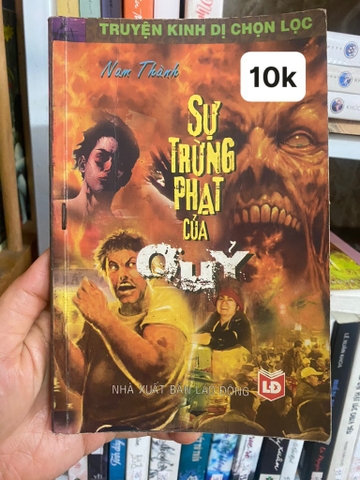 TRUYỆN KINH DỊ CHỌN LỌC
Nam Thành
10k
SỰ
TRỪNG
PHẠT
CỦA
QUỶ
LĐ
NHÀ XUẤT BẢN LAO ĐỘNG